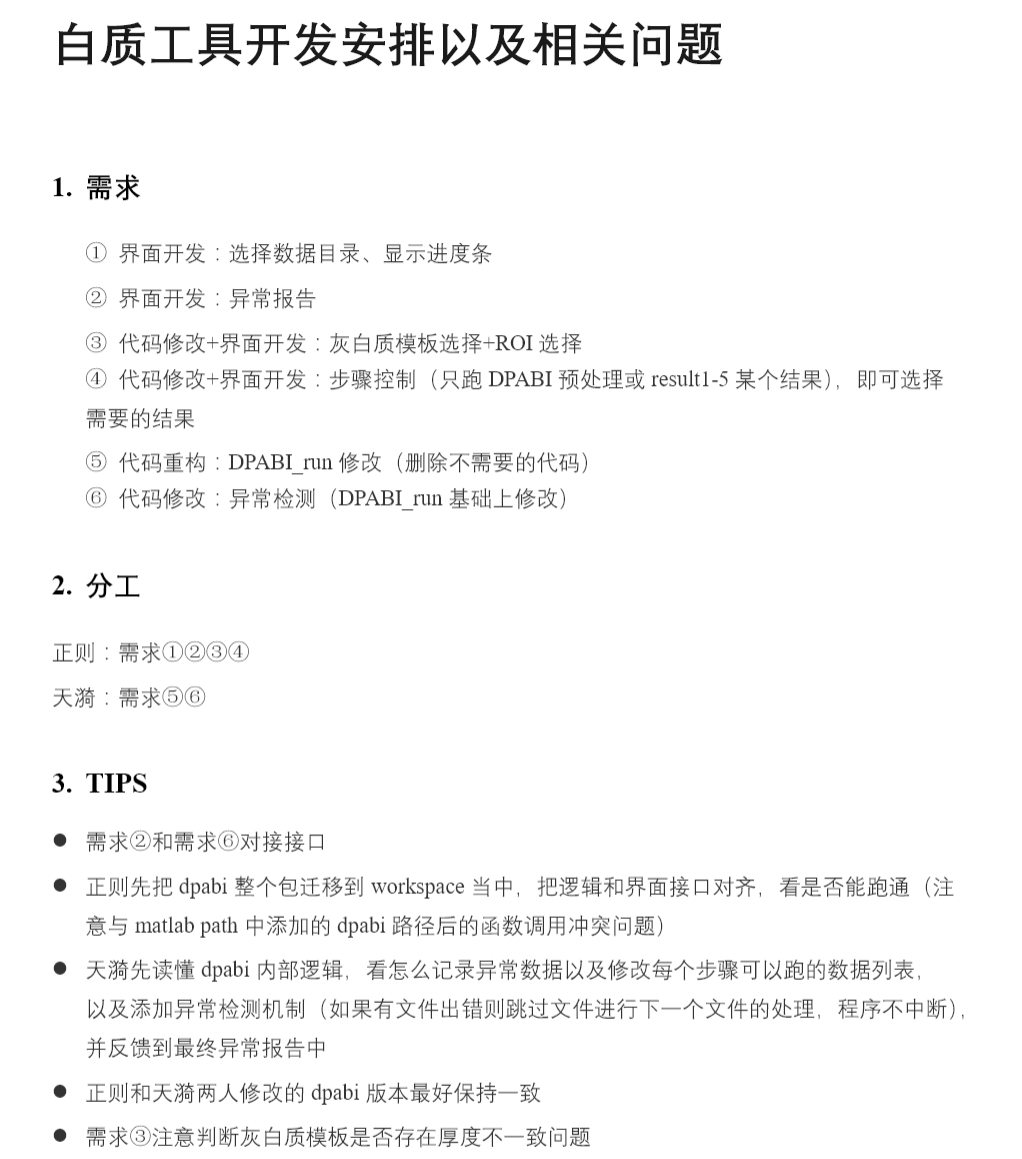 白质工具开发安排以及相关问题
1. 需求
① 界面开发：选择数据目录、显示进度条
② 界面开发：异常报告
③ 代码修改+界面开发：灰白质模板选择+ROI 选择
④ 代码修改+界面开发：步骤控制（只跑 DPABI 预处理或 result1-5 某个结果），即可选择
需要的结果
⑤ 代码重构：DPABI_run 修改（删除不需要的代码）
⑥ 代码修改：异常检测（DPABI_run 基础上修改）
2. 分工
正则：需求①②③④
天漪：需求⑤⑥
3. TIPS
● 需求②和需求⑥对接接口
● 正则先把 dpabi 整个包迁移到 workspace 当中，把逻辑和界面接口对齐，看是否能跑通（注
意与 matlab path 中添加的 dpabi 路径后的函数调用冲突问题）
● 天漪先读懂 dpabi 内部逻辑，看怎么记录异常数据以及修改每个步骤可以跑的数据列表，
以及添加异常检测机制（如果有文件出错则跳过文件进行下一个文件的处理，程序不中断），
并反馈到最终异常报告中
● 正则和天漪两人修改的 dpabi 版本最好保持一致
● 需求③注意判断灰白质模板是否存在厚度不一致问题